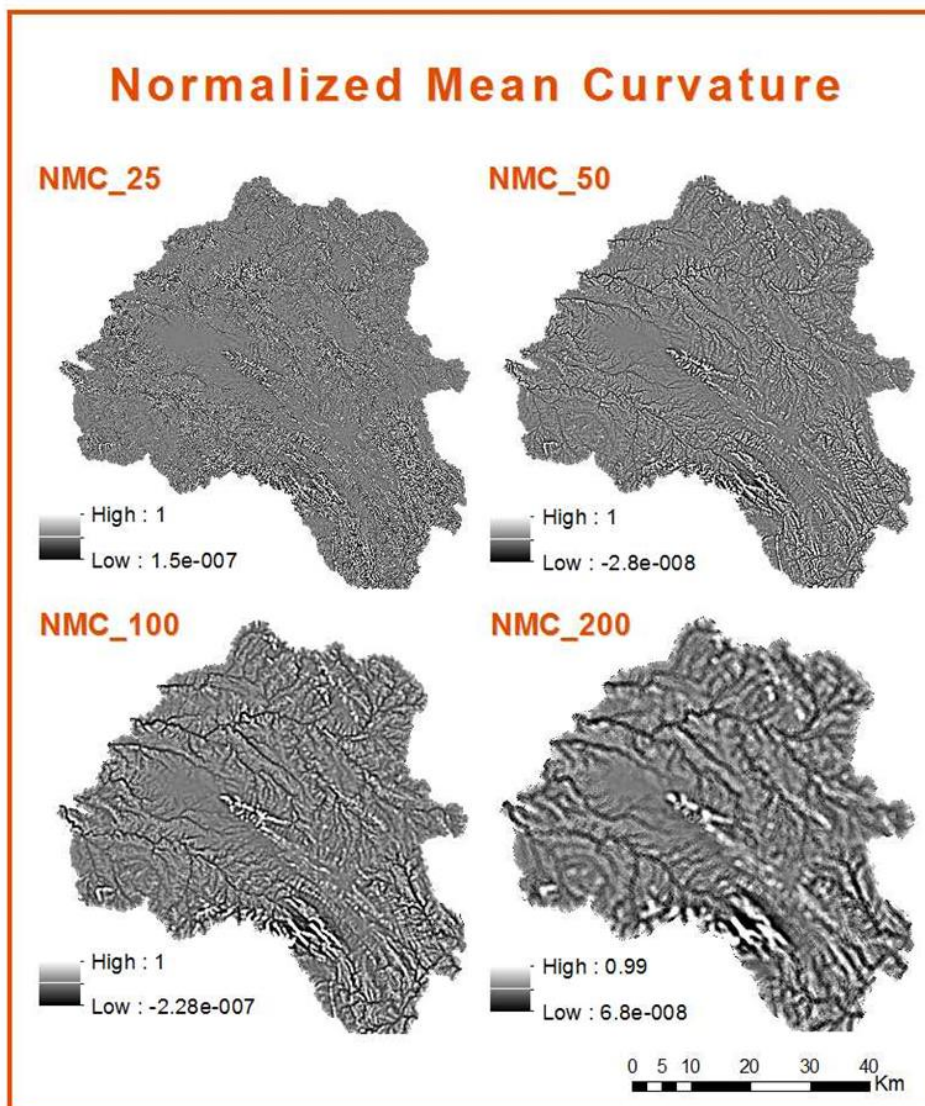 Normalized Mean Curvature
NMC_25
NMC_50
High : 1
Low : 1.5e-007
High : 1
Low : -2.8e-008
NMC_100
NMC_200
High : 1
Low : -2.28e-007
High : 0.99
Low : 6.8e-008
0 5 10 20 30 40
Km